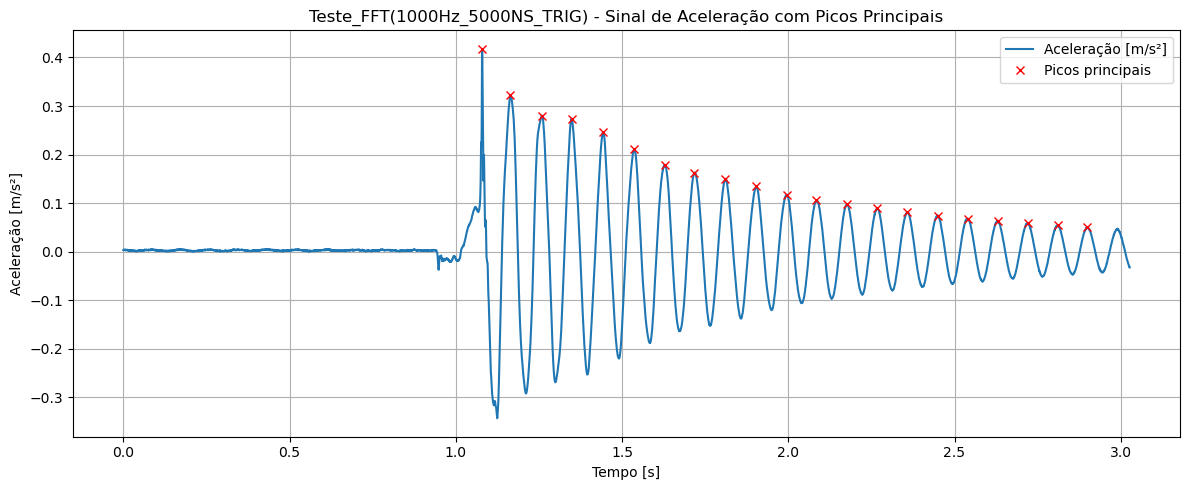 Teste_FFT(1000Hz_5000NS_TRIG) - Sinal de Aceleração com Picos Principais
Aceleração [m/s²]
0.4
0.3
0.2
0.1
0.0
−0.1
−0.2
−0.3
Aceleração [m/s²]
Picos principais
0.0 0.5 1.0 1.5 2.0 2.5 3.0
Tempo [s]